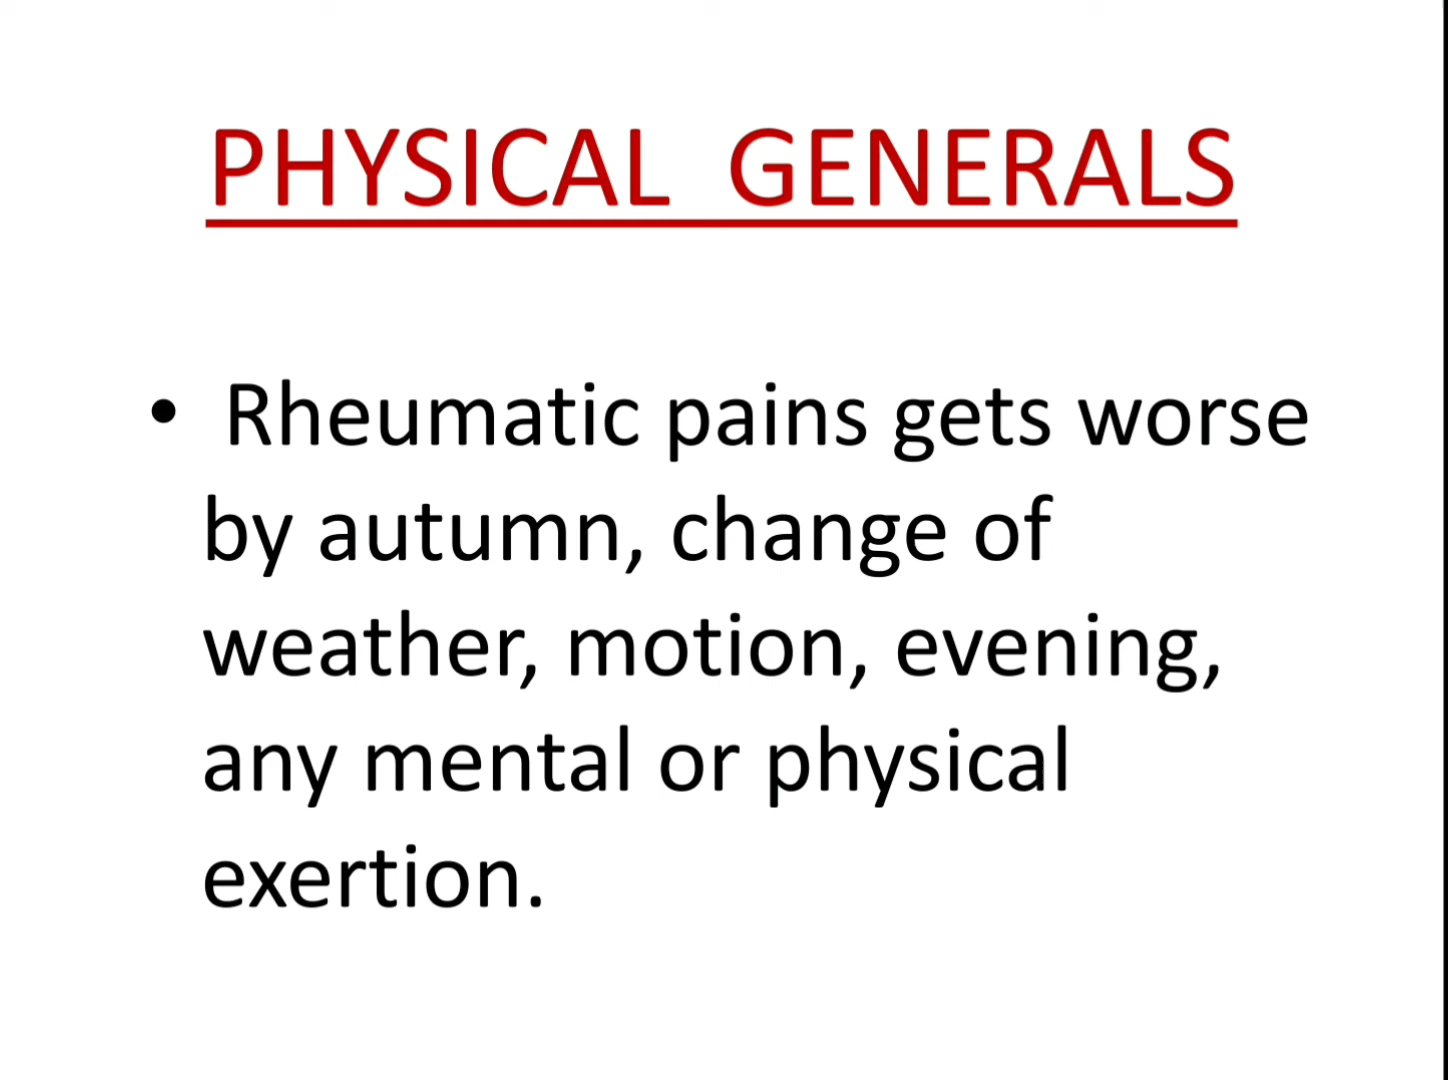 PHYSICAL GENERALS
• Rheumatic pains gets worse
by autumn, change of
weather, motion, evening,
any mental or physical
exertion.